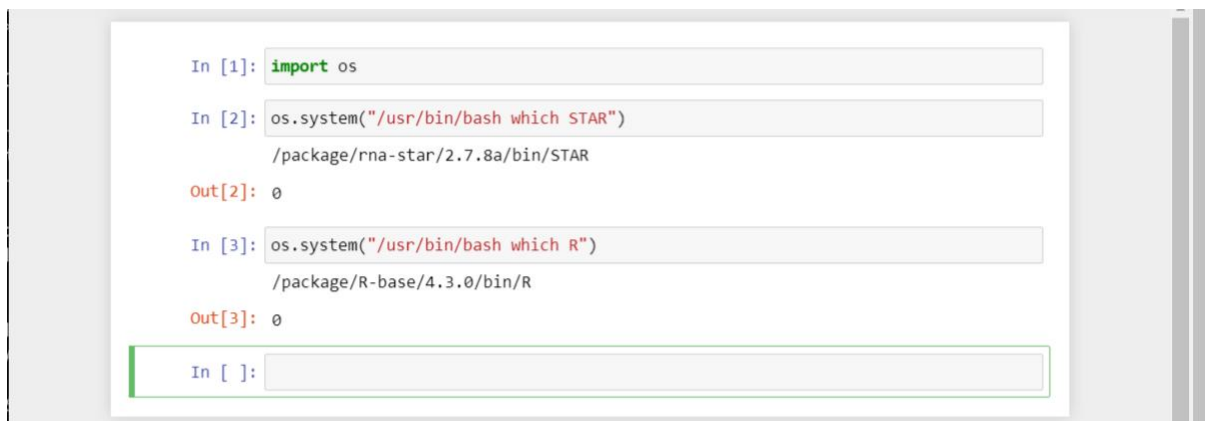 In [1]: import os
In [2]: os.system("/usr/bin/bash which STAR")
/package/rna-star/2.7.8a/bin/STAR
Out[2]: 0
In [3]: os.system("/usr/bin/bash which R")
/package/R-base/4.3.0/bin/R
Out[3]: 0
In [ ]: